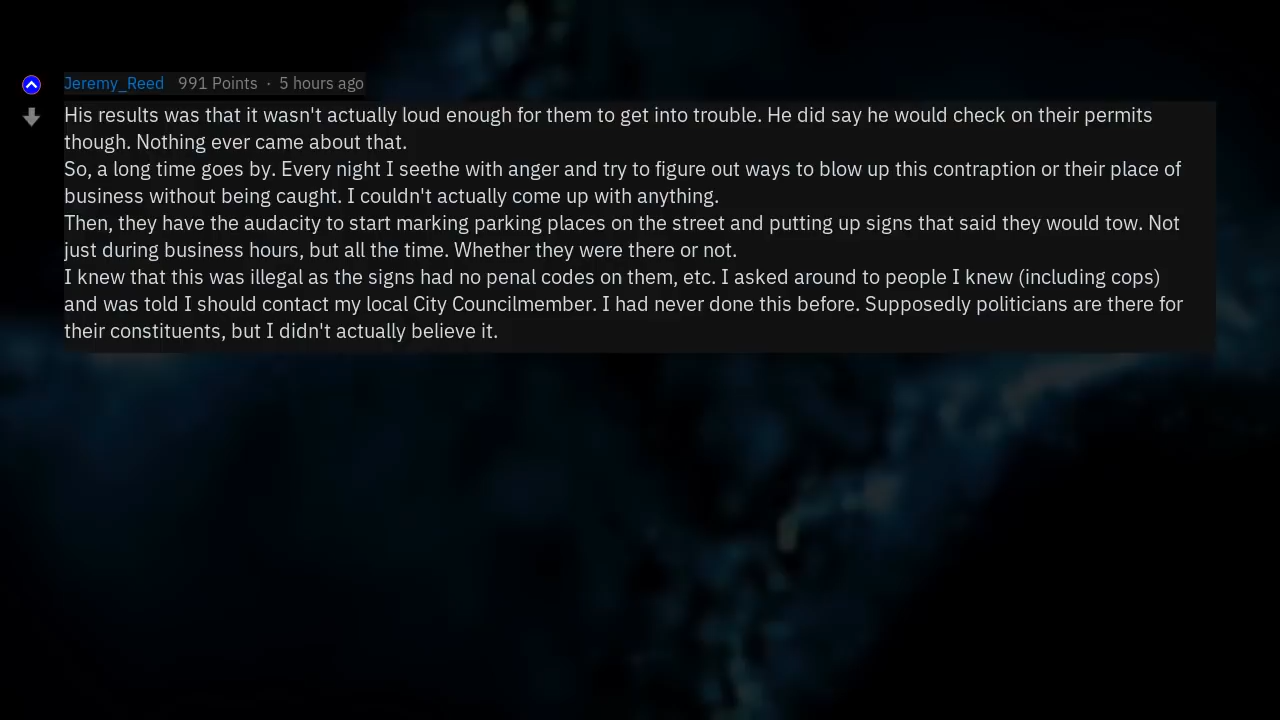 Jeremy_Reed 991 Points · 5 hours ago
His results was that it wasn't actually loud enough for them to get into trouble. He did say he would check on their permits
though. Nothing ever came about that.
So, a long time goes by. Every night I seethe with anger and try to figure out ways to blow up this contraption or their place of
business without being caught. I couldn't actually come up with anything.
Then, they have the audacity to start marking parking places on the street and putting up signs that said they would tow. Not
just during business hours, but all the time. Whether they were there or not.
I knew that this was illegal as the signs had no penal codes on them, etc. I asked around to people I knew (including cops)
and was told I should contact my local City Councilmember. I had never done this before. Supposedly politicians are there for
their constituents, but I didn't actually believe it.